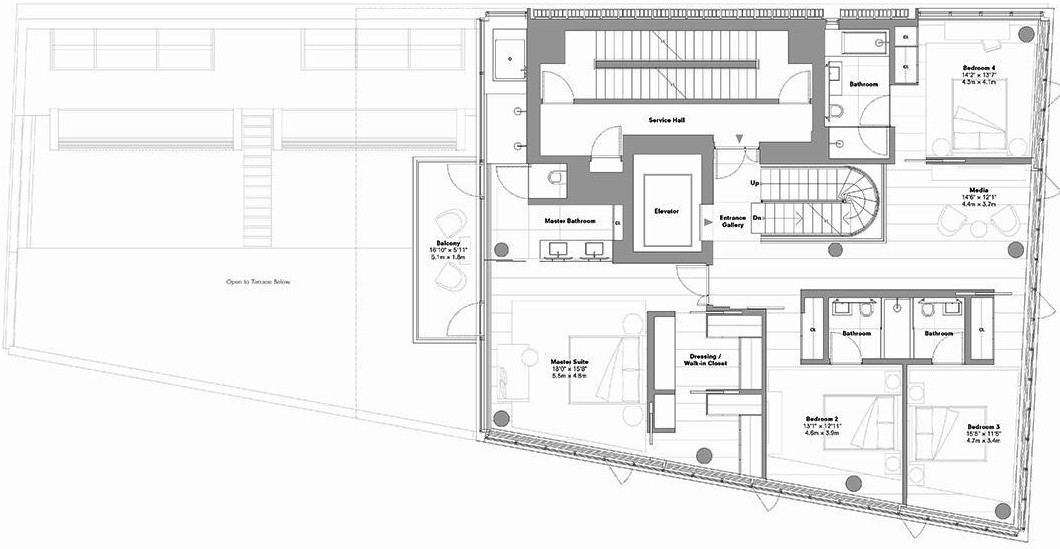 CL
CL
Bedroom 4
14'2" x 13'7"
4.3m x 4.1m
Bathroom
Service Hall
Up
Dn
Entrance
Gallery
Elevator
Media
14'6" x 12'1"
4.4m x 3.7m
CL
Master Bathroom
Balcony
16'10" x 5'11"
5.1m x 1.8m
Open to Terrace Below
CL
Bathroom
Bathroom
CL
Master Suite
18'0" x 15'8"
5.5m x 4.8m
Dressing /
Walk-in Closet
Bedroom 2
13'1" x 12'11"
4.6m x 3.9m
Bedroom 3
15'5" x 11'5"
4.7m x 3.4m